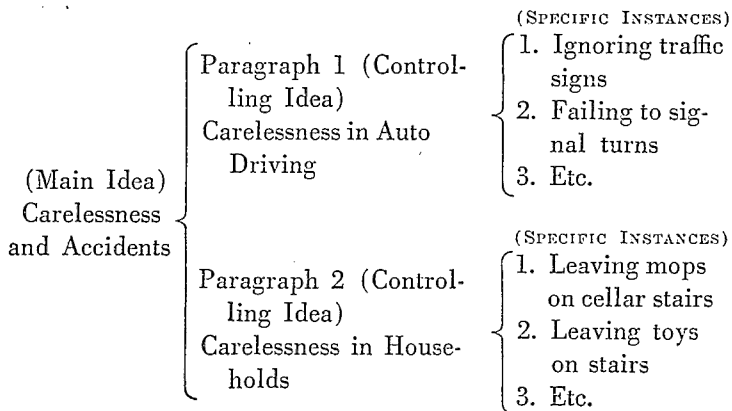 (Main Idea)
Carelessness
and Accidents
Paragraph 1 (Control-
ling Idea)
Carelessness in Auto
Driving
(SPECIFIC INSTANCES)
1. Ignoring traffic
signs
2. Failing to sig-
nal turns
3. Etc.
Paragraph 2 (Control-
ling Idea)
Carelessness in House-
holds
(SPECIFIC INSTANCES)
1. Leaving mops
on cellar stairs
2. Leaving toys
on stairs
3. Etc.